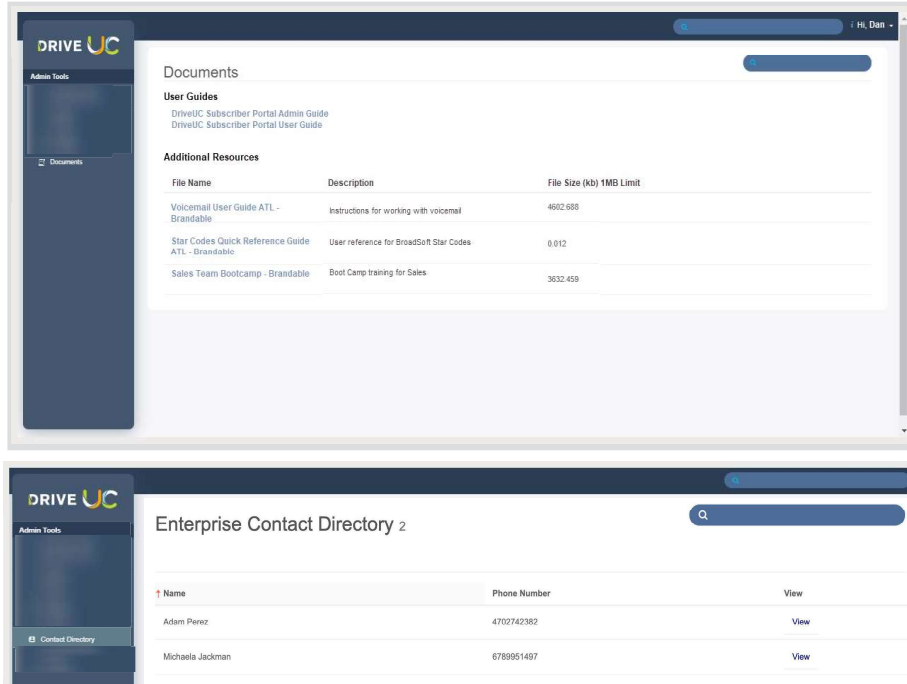 DRIVE UC
Hi, Dan
Admin Tools
Documents
Documents
User Guides
DriveUC Subscriber Portal Admin Guide
DriveUC Subscriber Portal User Guide
Additional Resources
File Name Description File Size (kb) 1MB Limit
Voicemail User Guide ATL -
Brandable
Instructions for working with voicemail 4602.688
Star Codes Quick Reference Guide
ATL - Brandable
User reference for BroadSoft Star Codes 0.012
Sales Team Bootcamp - Brandable Boot Camp training for Sales. 3632.459
DRIVE UC
Admin Tools
Contact Directory
Enterprise Contact Directory 2
↑ Name Phone Number View
Adam Perez 4702742382 View
Michaela Jackman 6789951497 View